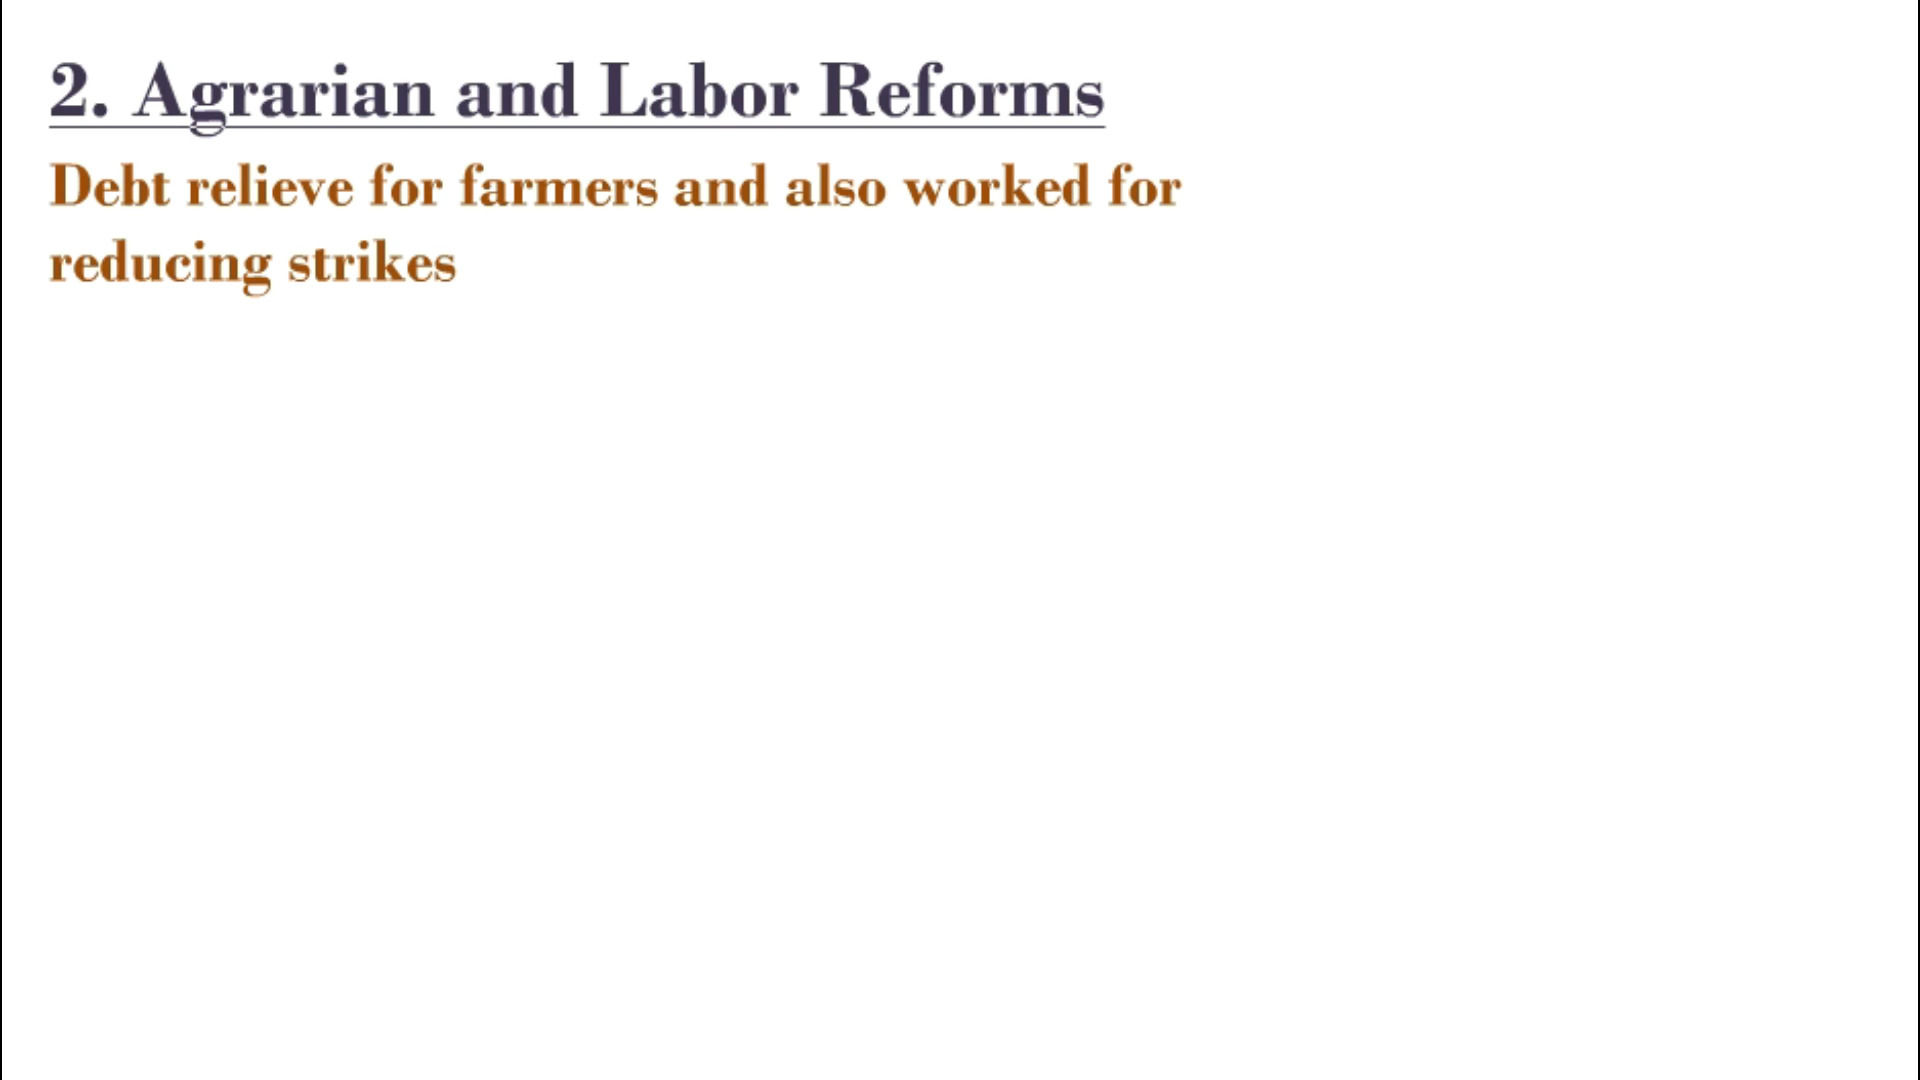 2. Agrarian and Labor Reforms
Debt relieve for farmers and also worked for
reducing strikes